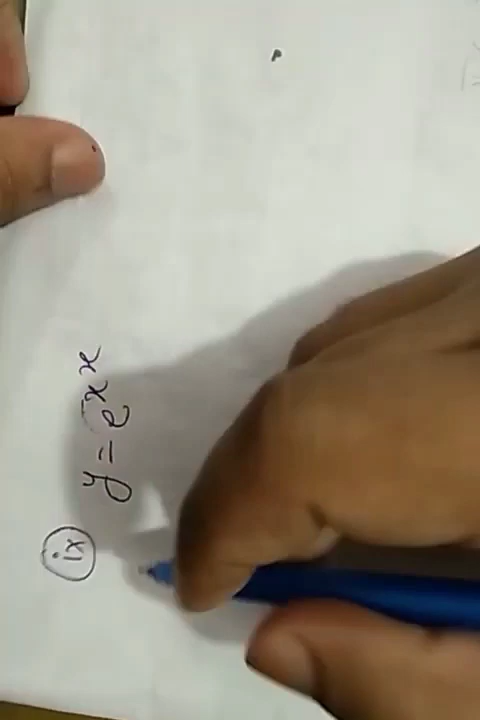 (ix) y = e^x^x